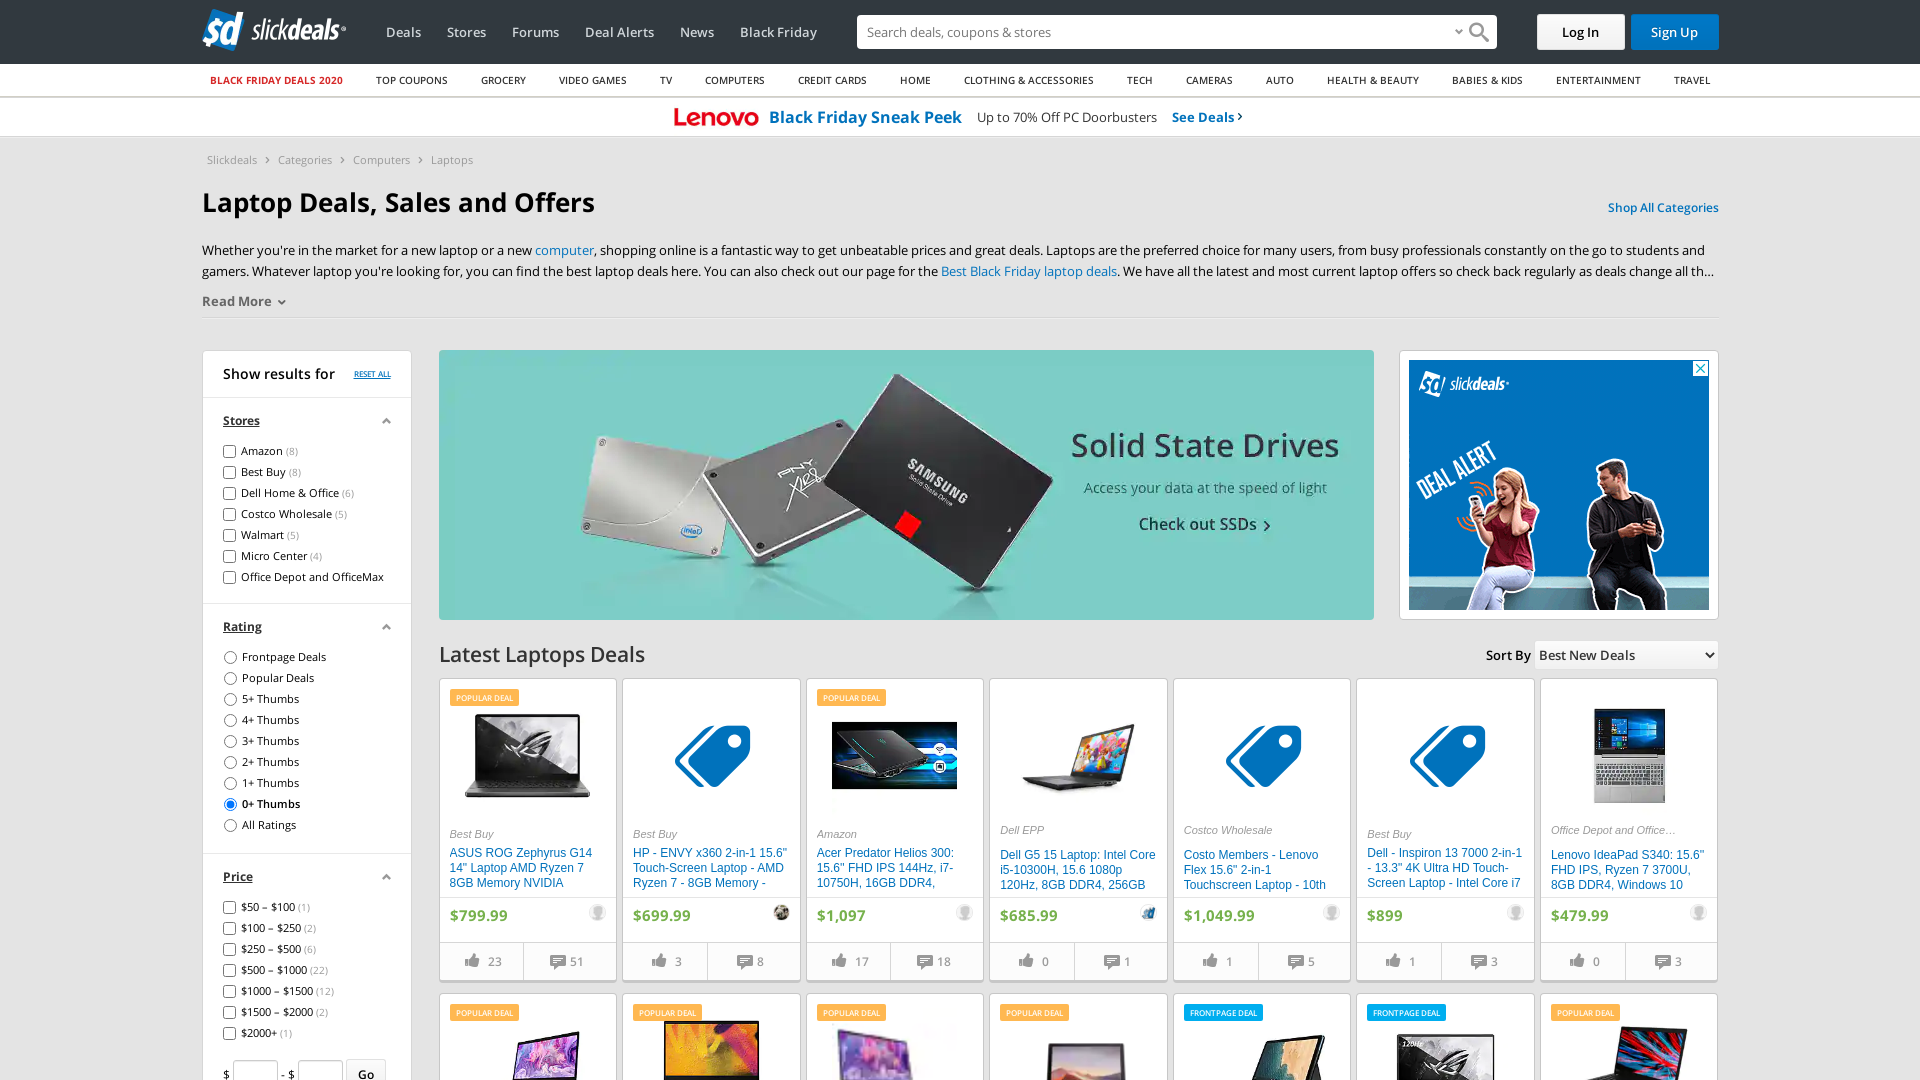 sd slickdeals
Deals Stores Forums Deal Alerts News Black Friday
Search deals, coupons & stores
Log In Sign Up
BLACK FRIDAY DEALS 2020 TOP COUPONS GROCERY VIDEO GAMES TV COMPUTERS CREDIT CARDS HOME CLOTHING & ACCESSORIES TECH CAMERAS AUTO HEALTH & BEAUTY BABIES & KIDS ENTERTAINMENT TRAVEL
Lenovo Black Friday Sneak Peek Up to 70% Off PC Doorbusters See Deals
Slickdeals Categories Computers Laptops
Laptop Deals, Sales and Offers
Shop All Categories
Whether you're in the market for a new laptop or a new computer, shopping online is a fantastic way to get unbeatable prices and great deals. Laptops are the preferred choice for many users, from busy professionals constantly on the go to students and
gamers. Whatever laptop you're looking for, you can find the best laptop deals here. You can also check out our page for the Best Black Friday laptop deals. We have all the latest and most current laptop offers so check back regularly as deals change all th…
Read More
Show results for RESET ALL
Stores
Amazon (8)
Best Buy (8)
Dell Home & Office (6)
Costco Wholesale (5)
Walmart (5)
Micro Center (4)
Office Depot and OfficeMax
Rating
Frontpage Deals
Popular Deals
5+ Thumbs
4+ Thumbs
3+ Thumbs
2+ Thumbs
1+ Thumbs
0+ Thumbs
All Ratings
Price
$50 – $100 (1)
$100 – $250 (2)
$250 – $500 (6)
$500 – $1000 (22)
$1000 – $1500 (12)
$1500 – $2000 (2)
$2000+ (1)
$ - $ Go
intel
SAMSUNG
Solid State Drive
Solid State Drives
Access your data at the speed of light
Check out SSDs
sd slickdeals
DEAL ALERT
Latest Laptops Deals
Sort By Best New Deals
POPULAR DEAL
Best Buy
ASUS ROG Zephyrus G14
14" Laptop AMD Ryzen 7
8GB Memory NVIDIA
$799.99
23 51
Best Buy
HP - ENVY x360 2-in-1 15.6"
Touch-Screen Laptop - AMD
Ryzen 7 - 8GB Memory -
$699.99
3 8
POPULAR DEAL
Amazon
Acer Predator Helios 300:
15.6'' FHD IPS 144Hz, i7-
10750H, 16GB DDR4,
$1,097
17 18
Dell EPP
Dell G5 15 Laptop: Intel Core
i5-10300H, 15.6 1080p
120Hz, 8GB DDR4, 256GB
$685.99
0 1
Costco Wholesale
Costo Members - Lenovo
Flex 15.6" 2-in-1
Touchscreen Laptop - 10th
$1,049.99
1 5
Best Buy
Dell - Inspiron 13 7000 2-in-1
- 13.3" 4K Ultra HD Touch-
Screen Laptop - Intel Core i7
$899
1 3
Office Depot and Office…
Lenovo IdeaPad S340: 15.6''
FHD IPS, Ryzen 7 3700U,
8GB DDR4, Windows 10
$479.99
0 3
POPULAR DEAL
POPULAR DEAL
POPULAR DEAL
POPULAR DEAL
FRONTPAGE DEAL
FRONTPAGE DEAL
120Hz
POPULAR DEAL